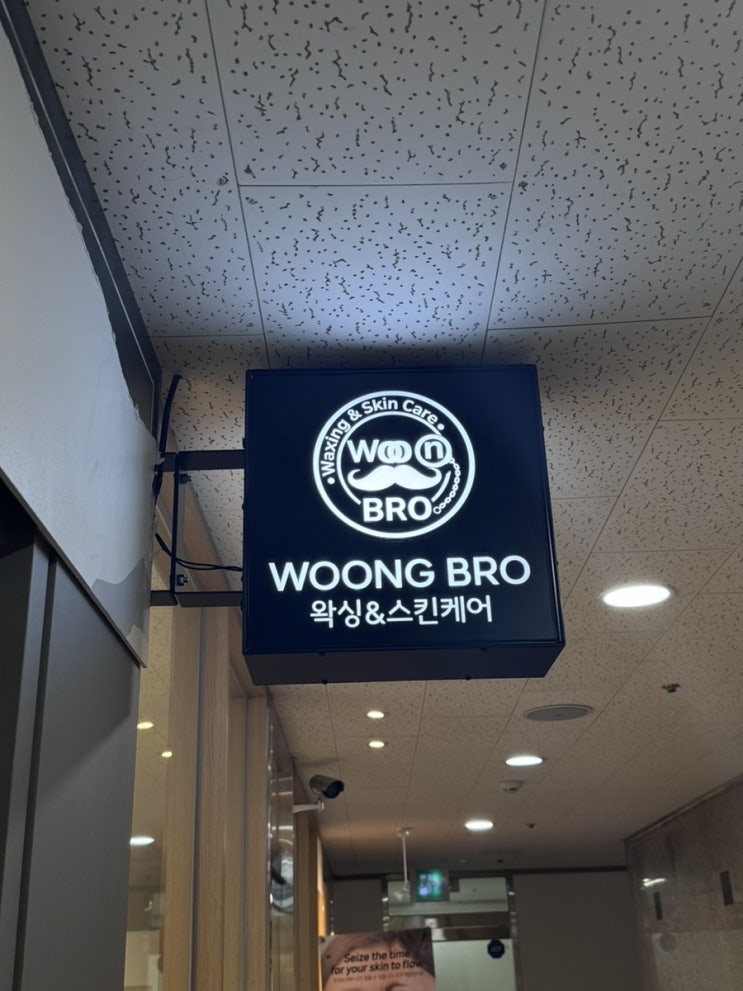 Waxing & Skin Care
woon
BRO
WOONG BRO
왁싱&스킨케어
Seize the time
for your skin to flow